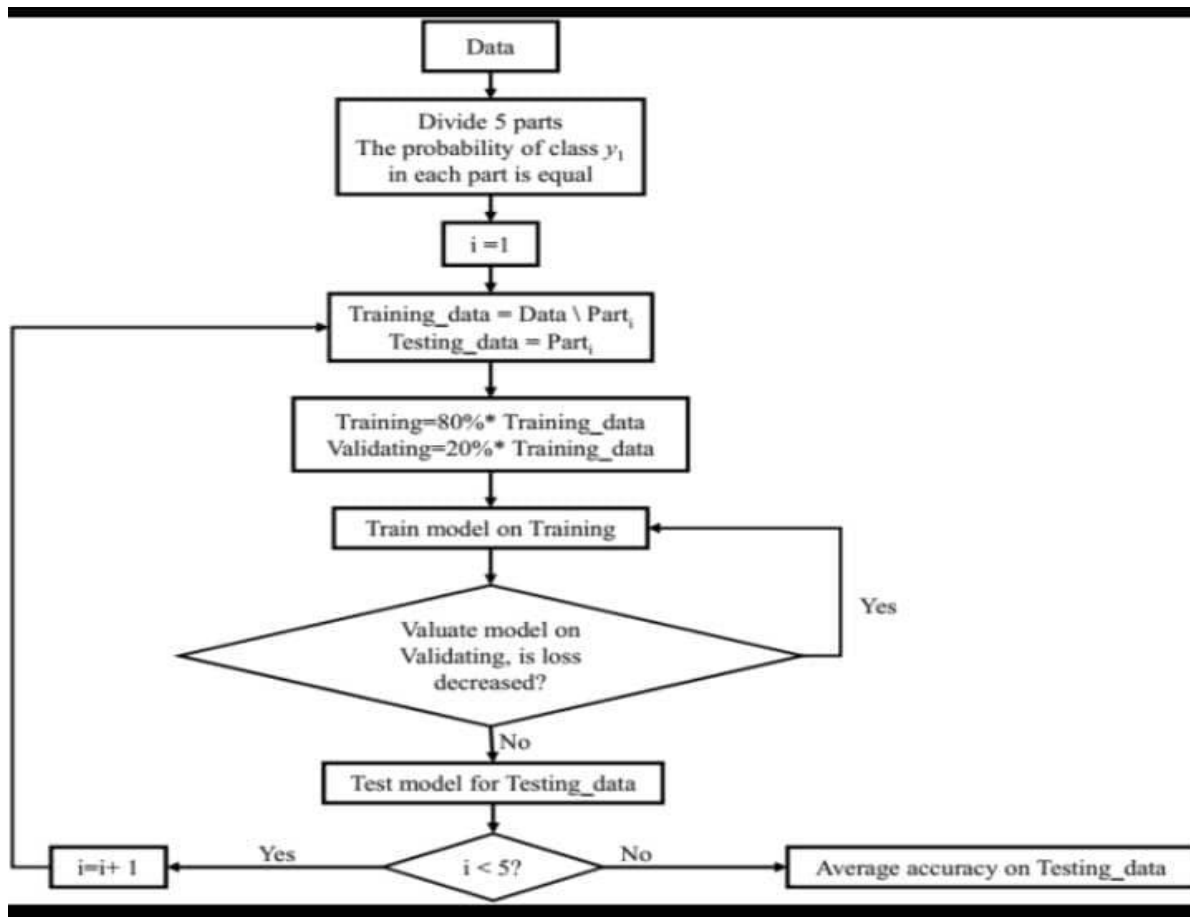 Data
Divide 5 parts
The probability of class y₁
in each part is equal
i =1
Training_data = Data \ Partᵢ
Testing_data = Partᵢ
Training=80%* Training_data
Validating=20%* Training_data
Train model on Training
Yes
Valuate model on
Validating, is loss
decreased?
No
Test model for Testing_data
i=i+ 1
Yes
i < 5?
No
Average accuracy on Testing_data